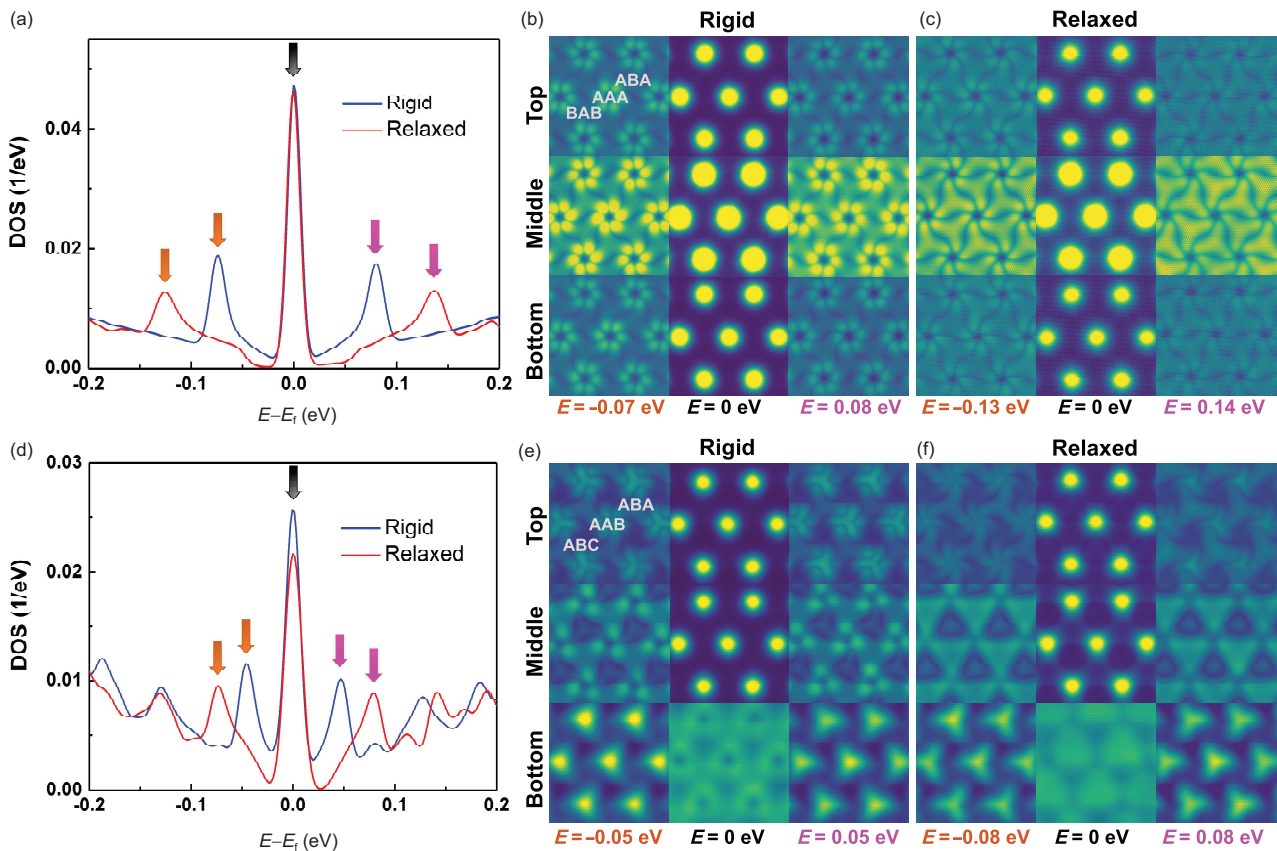 (a)
DOS (1/eV)
0.04
0.02
0.00
Rigid
Relaxed
-0.2
-0.1
0.0
0.1
0.2
E–Ef (eV)
(b)
Rigid
Top
Middle
Bottom
ABA
AAA
BAB
E = –0.07 eV
E = 0 eV
E = 0.08 eV
(c)
Relaxed
E = –0.13 eV
E = 0 eV
E = 0.14 eV
(d)
DOS (1/eV)
0.03
0.02
0.01
0.00
Rigid
Relaxed
-0.2
-0.1
0.0
0.1
0.2
E–Ef (eV)
(e)
Rigid
Top
Middle
Bottom
ABA
AAB
ABC
E = –0.05 eV
E = 0 eV
E = 0.05 eV
(f)
Relaxed
E = –0.08 eV
E = 0 eV
E = 0.08 eV